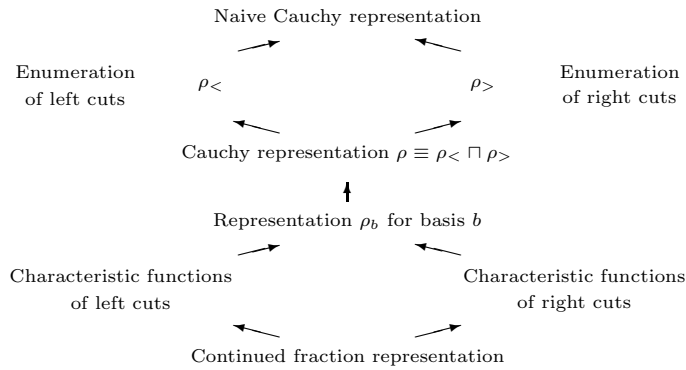 Naive Cauchy representation
Enumeration
of left cuts
ρ<
ρ>
Enumeration
of right cuts
Cauchy representation ρ ≡ ρ< ⊓ ρ>
Representation ρb for basis b
Characteristic functions
of left cuts
Characteristic functions
of right cuts
Continued fraction representation